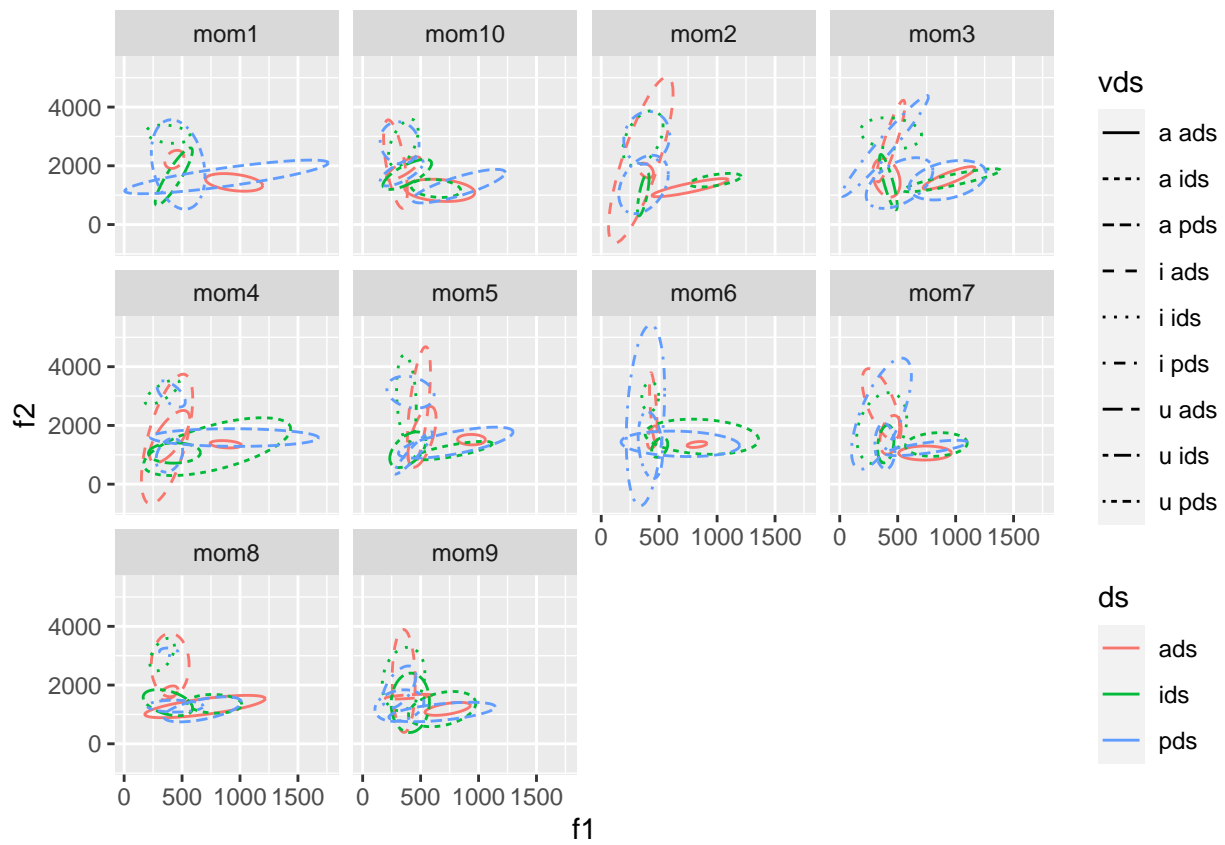 mom1 mom10 mom2 mom3
4000
2000
0
mom4 mom5 mom6 mom7
4000
2000
0
0 500 1000 1500 0 500 1000 1500
mom8 mom9
4000
2000
0
0 500 1000 1500 0 500 1000 1500
f1
f2
vds
a ads
a ids
a pds
i ads
i ids
i pds
u ads
u ids
u pds
ds
ads
ids
pds